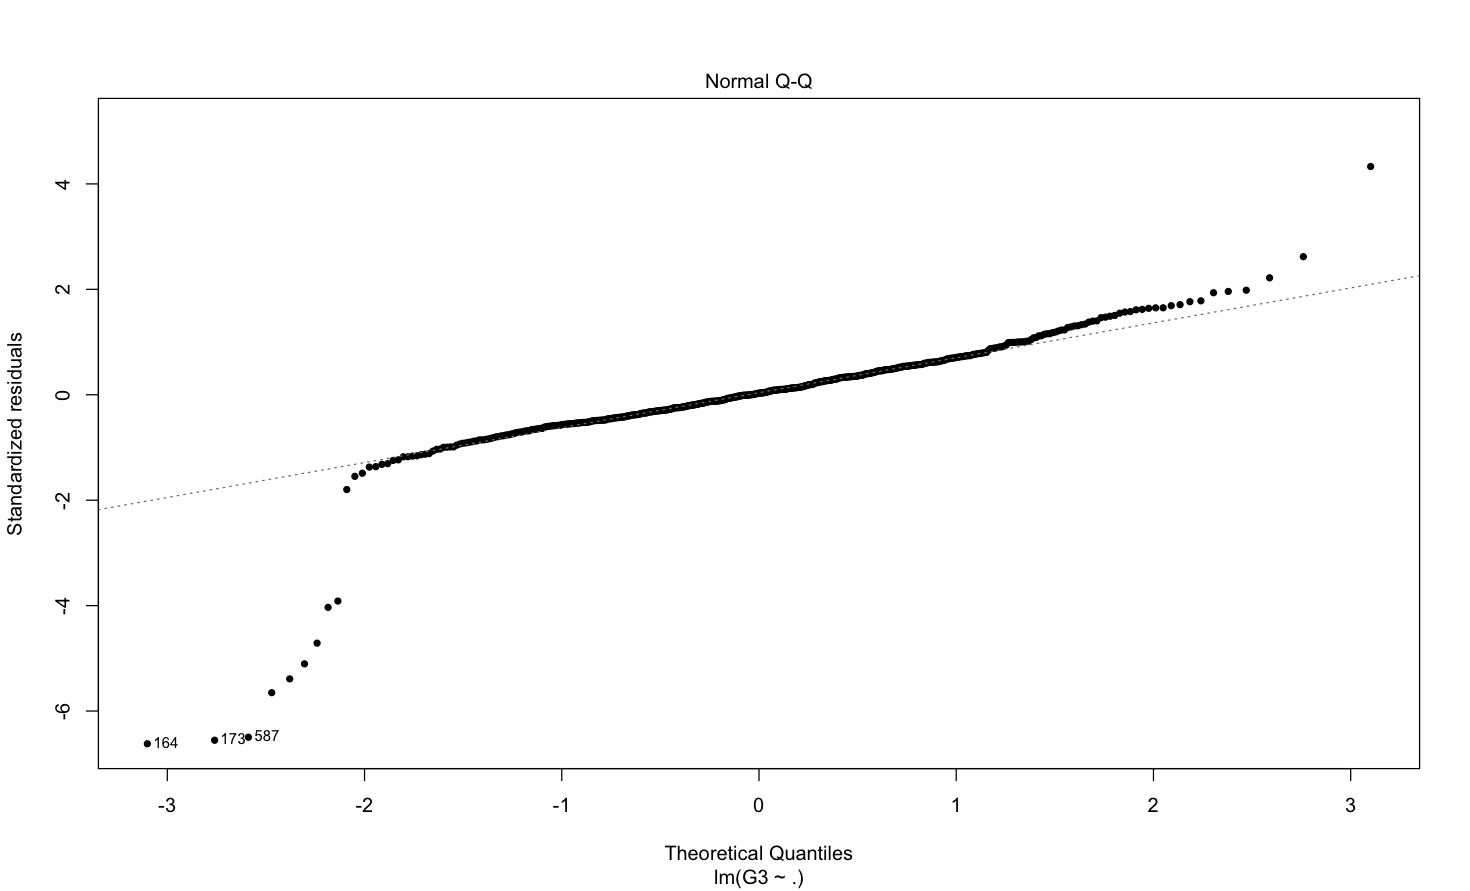 Normal Q-Q
Standardized residuals
4
2
0
-2
-4
-6
164
173
587
-3 -2 -1 0 1 2 3
Theoretical Quantiles
lm(G3 ~ .)